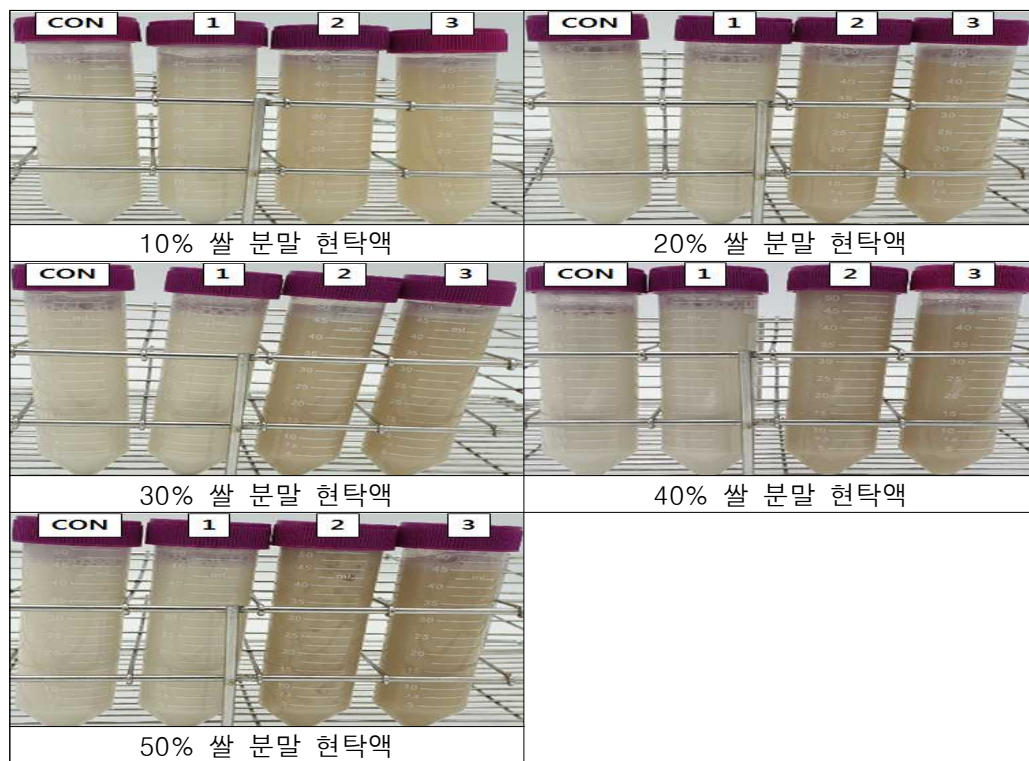 CON 1 2 3
CON 1 2 3
10% 쌀 분말 현탁액
20% 쌀 분말 현탁액
CON 1 2 3
CON 1 2 3
30% 쌀 분말 현탁액
40% 쌀 분말 현탁액
CON 1 2 3
50% 쌀 분말 현탁액